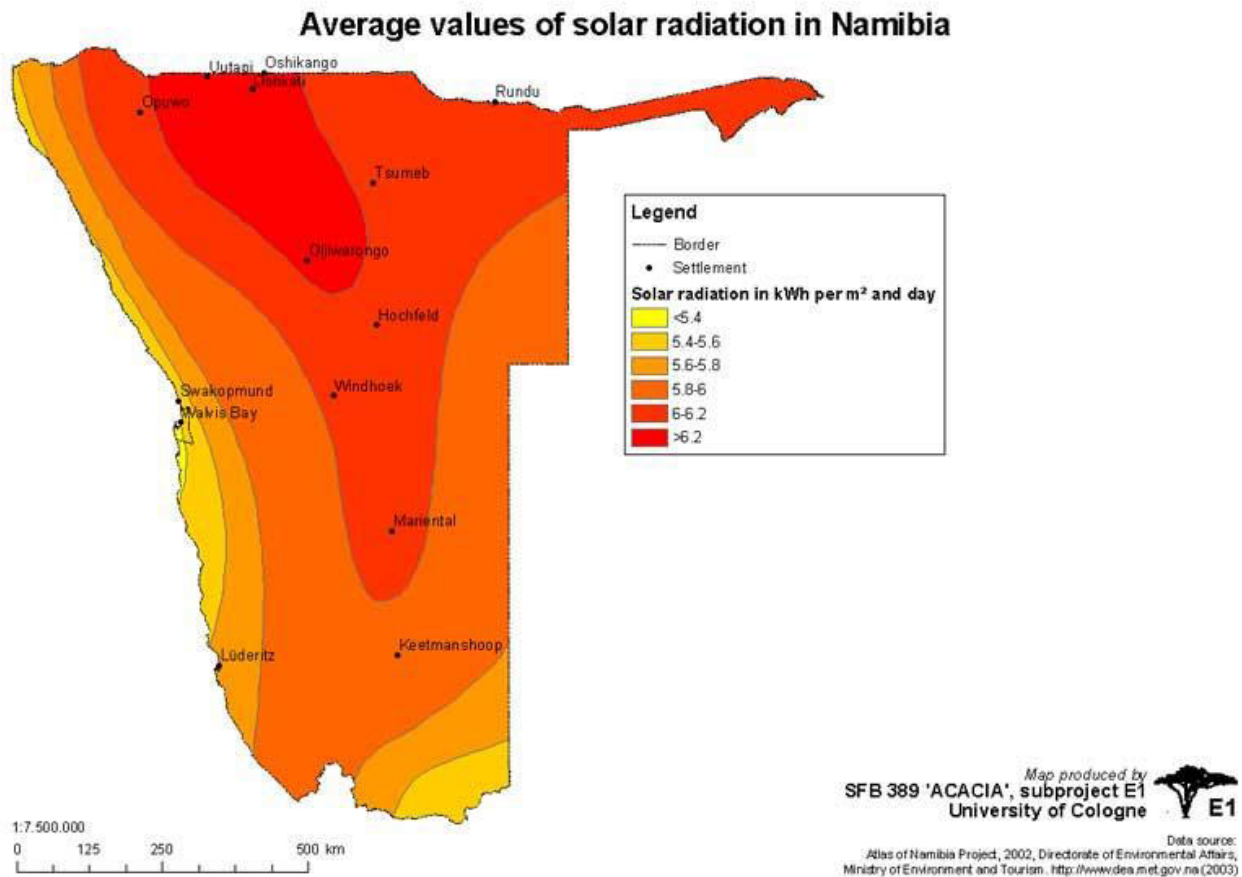 Average values of solar radiation in Namibia
Uutapi
Oshikango
Opuwo
Rundu
Tsumeb
Otjiwarongo
Hochfeld
Windhoek
Swakopmund
Walvis Bay
Mariental
Keetmanshoop
Lüderitz
Legend
Border
Settlement
Solar radiation in kWh per m² and day
<5.4
5.4-5.6
5.6-5.8
5.8-6
6-6.2
>6.2
Map produced by
SFB 389 'ACACIA', subproject E1
University of Cologne
E1
Data source:
Atlas of Namibia Project, 2002, Directorate of Environmental Affairs,
Ministry of Environment and Tourism. http://www.dea.met.gov.na (2003)
1:7.500.000
0 125 250 500 km